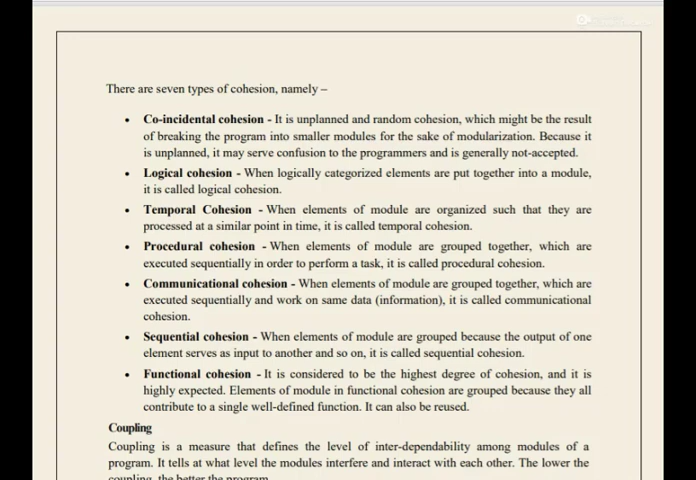 There are seven types of cohesion, namely –
• Co-incidental cohesion - It is unplanned and random cohesion, which might be the result
of breaking the program into smaller modules for the sake of modularization. Because it
is unplanned, it may serve confusion to the programmers and is generally not-accepted.
• Logical cohesion - When logically categorized elements are put together into a module,
it is called logical cohesion.
• Temporal Cohesion - When elements of module are organized such that they are
processed at a similar point in time, it is called temporal cohesion.
• Procedural cohesion - When elements of module are grouped together, which are
executed sequentially in order to perform a task, it is called procedural cohesion.
• Communicational cohesion - When elements of module are grouped together, which are
executed sequentially and work on same data (information), it is called communicational
cohesion.
• Sequential cohesion - When elements of module are grouped because the output of one
element serves as input to another and so on, it is called sequential cohesion.
• Functional cohesion - It is considered to be the highest degree of cohesion, and it is
highly expected. Elements of module in functional cohesion are grouped because they all
contribute to a single well-defined function. It can also be reused.
Coupling
Coupling is a measure that defines the level of inter-dependability among modules of a
program. It tells at what level the modules interfere and interact with each other. The lower the
coupling, the better the program.